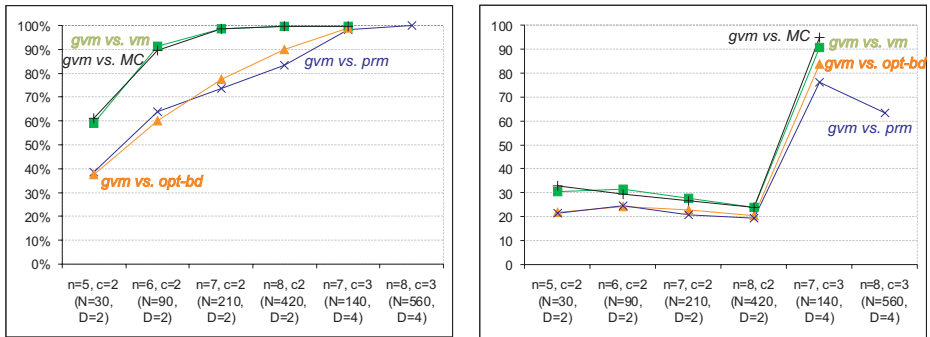 100%
90%
80%
70%
60%
50%
40%
30%
20%
10%
0%
gvm vs. vm
gvm vs. MC
gvm vs. prm
gvm vs. opt-bd
n=5, c=2 n=6, c=2 n=7, c=2 n=8, c=2 n=7, c=3 n=8, c=3
(N=30, (N=90, (N=210, (N=420, (N=140, (N=560,
D=2) D=2) D=2) D=2) D=4) D=4)
100
90
80
70
60
50
40
30
20
10
0
gvm vs. MC
gvm vs. vm
gvm vs. opt-bd
gvm vs. prm
n=5, c=2 n=6, c=2 n=7, c=2 n=8, c2 n=7, c=3 n=8, c=3
(N=30, (N=90, (N=210, (N=420, (N=140, (N=560,
D=2) D=2) D=2) D=2) D=4) D=4)